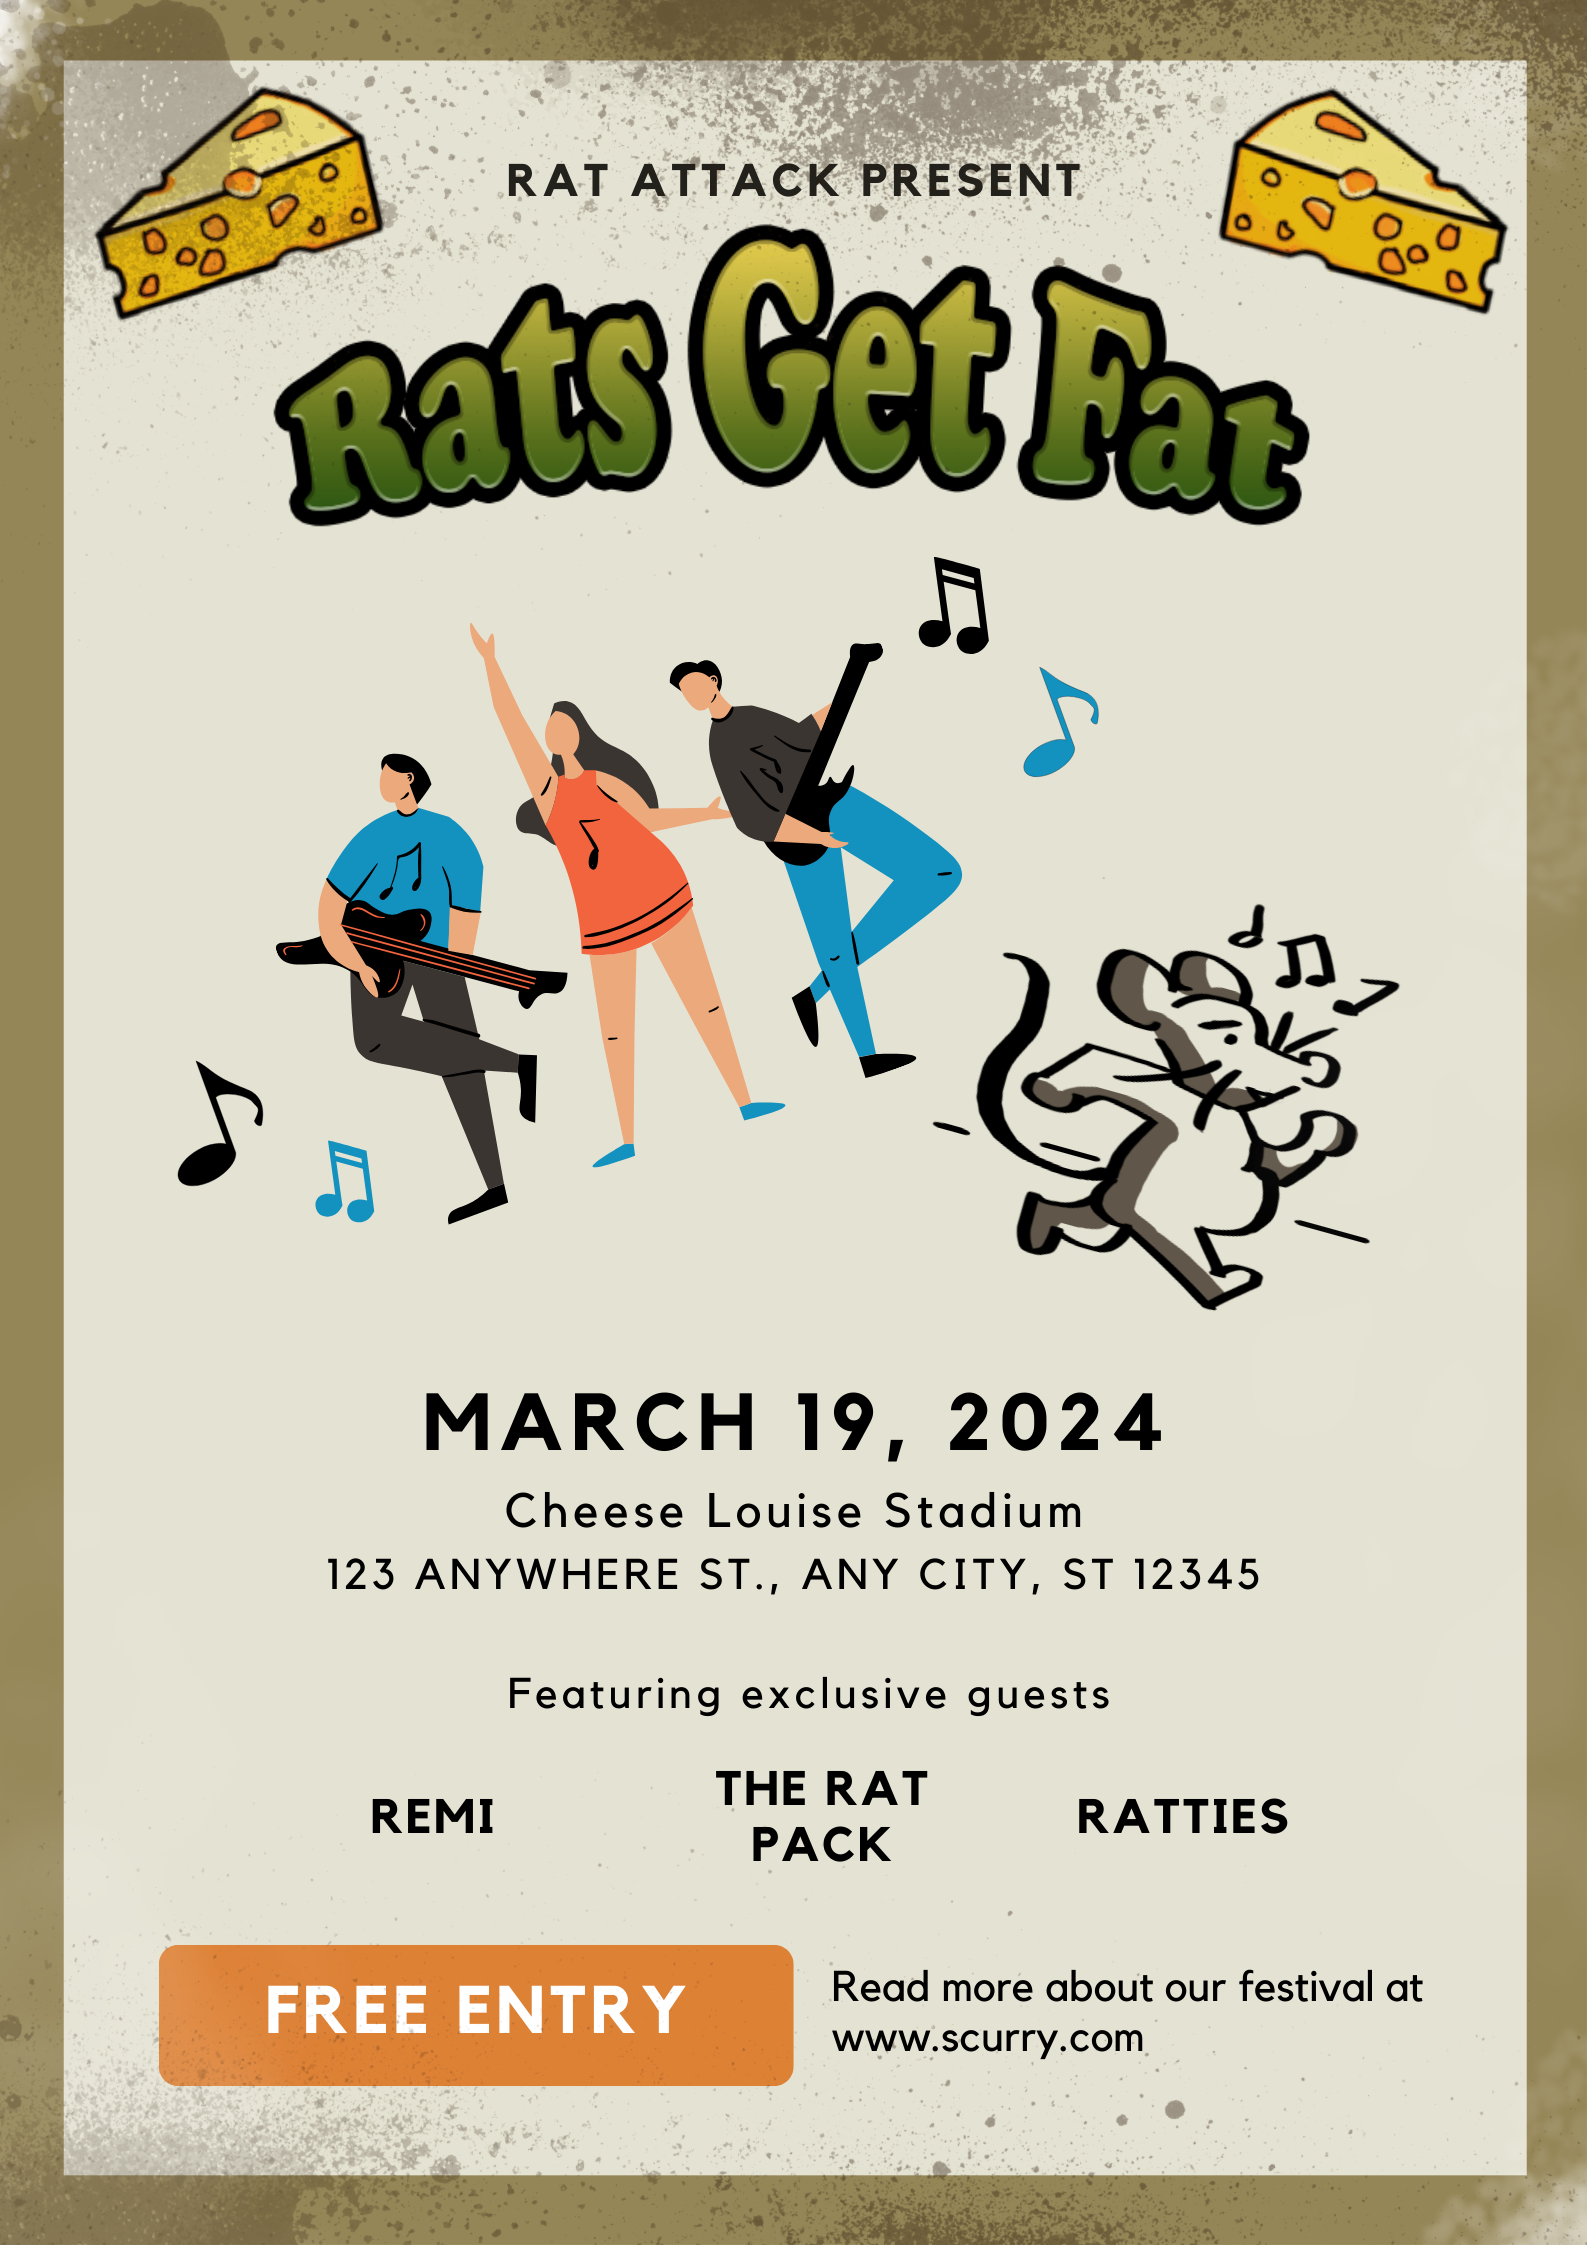 RAT ATTACK PRESENT
Rats Get Fat
MARCH 19, 2024
Cheese Louise Stadium
123 ANYWHERE ST., ANY CITY, ST 12345
Featuring exclusive guests
REMI
THE RAT
PACK
RATTIES
FREE ENTRY
Read more about our festival at
www.scurry.com